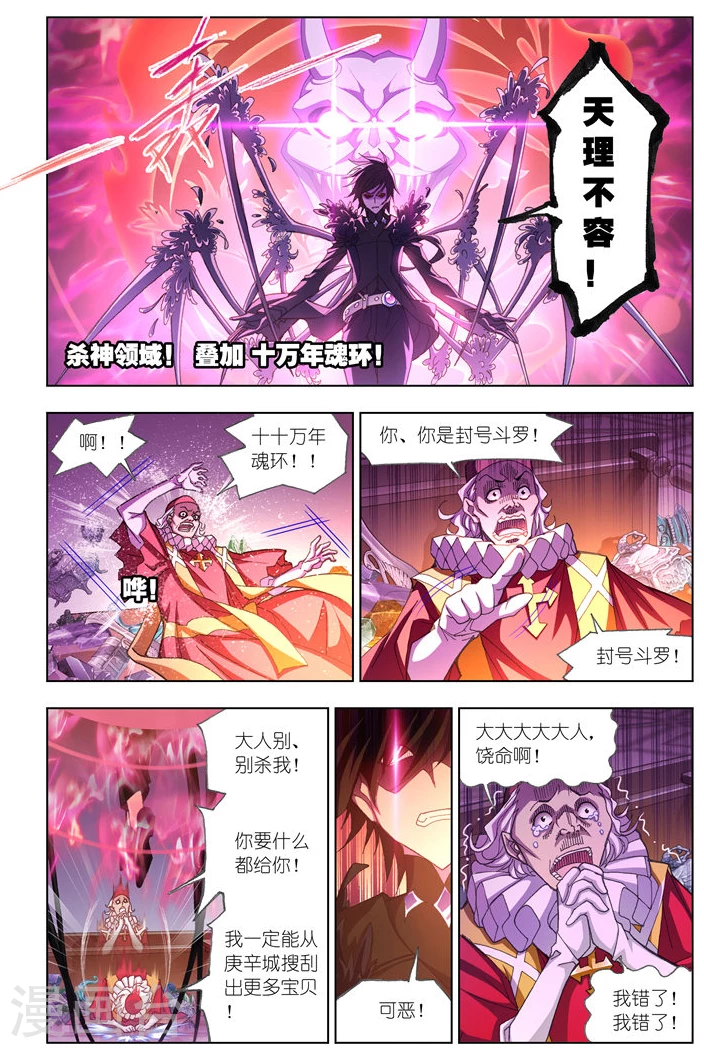 天理不容！
杀神领域！ 叠加 十万年魂环！
啊！！
十十万年
魂环！！
哗！
你、你是封号斗罗！
封号斗罗！
大人别、
别杀我！
你要什么
都给你！
我一定能从
庚辛城搜刮
出更多宝贝
！
可恶！
大大大大大人，
饶命啊！
我错了！
我错了！
漫画台